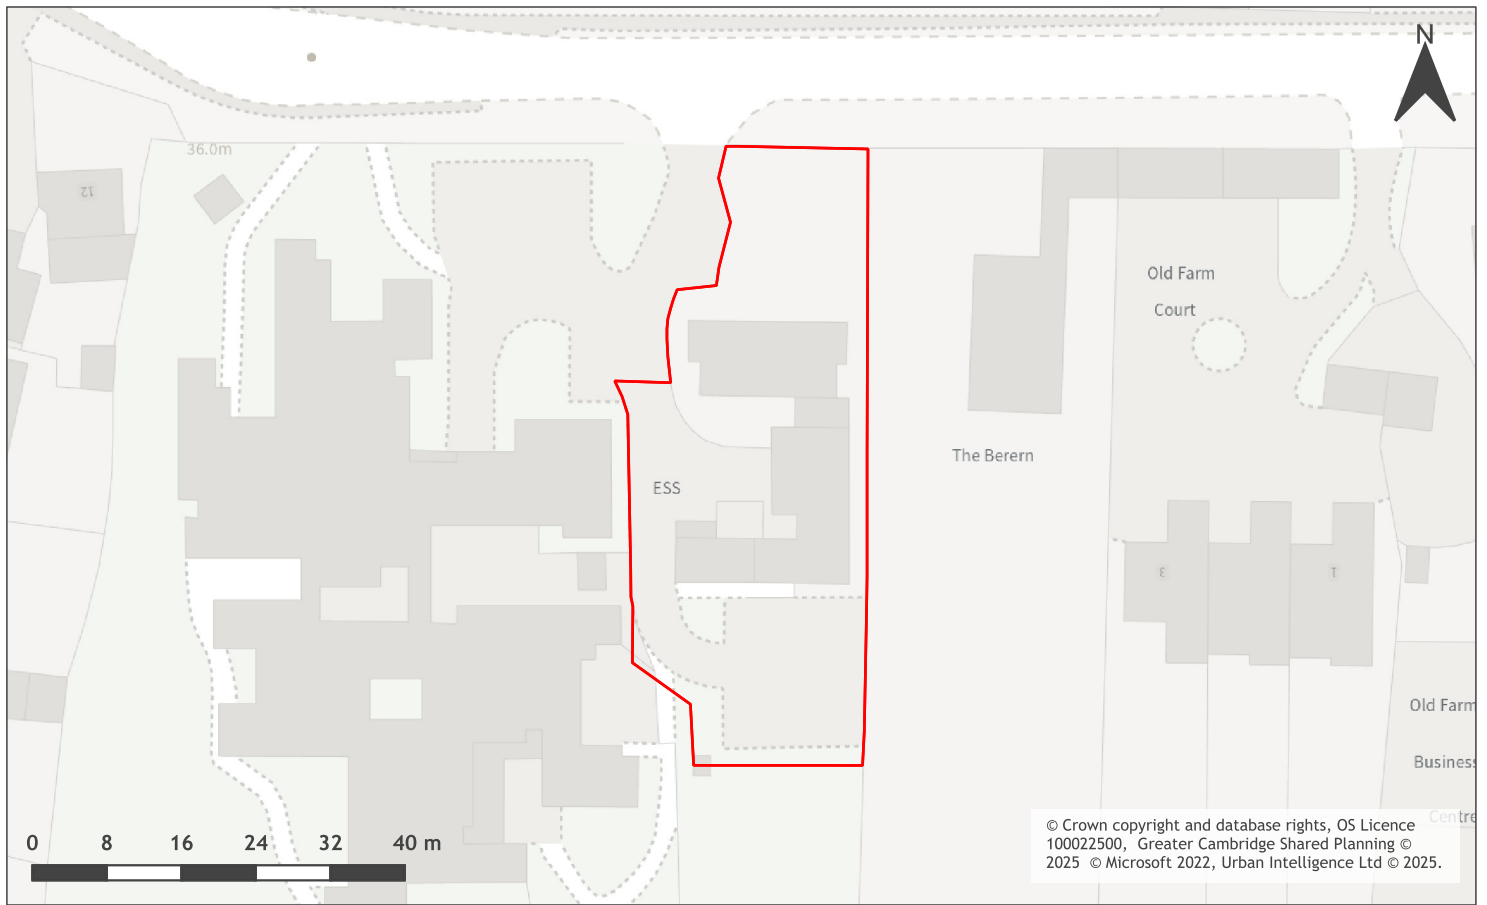 N
36.0m
12
Old Farm
Court
The Berern
ESS
3
1
Old Farm
Business
Centre
0 8 16 24 32 40 m
© Crown copyright and database rights, OS Licence
100022500, Greater Cambridge Shared Planning ©
2025 © Microsoft 2022, Urban Intelligence Ltd © 2025.